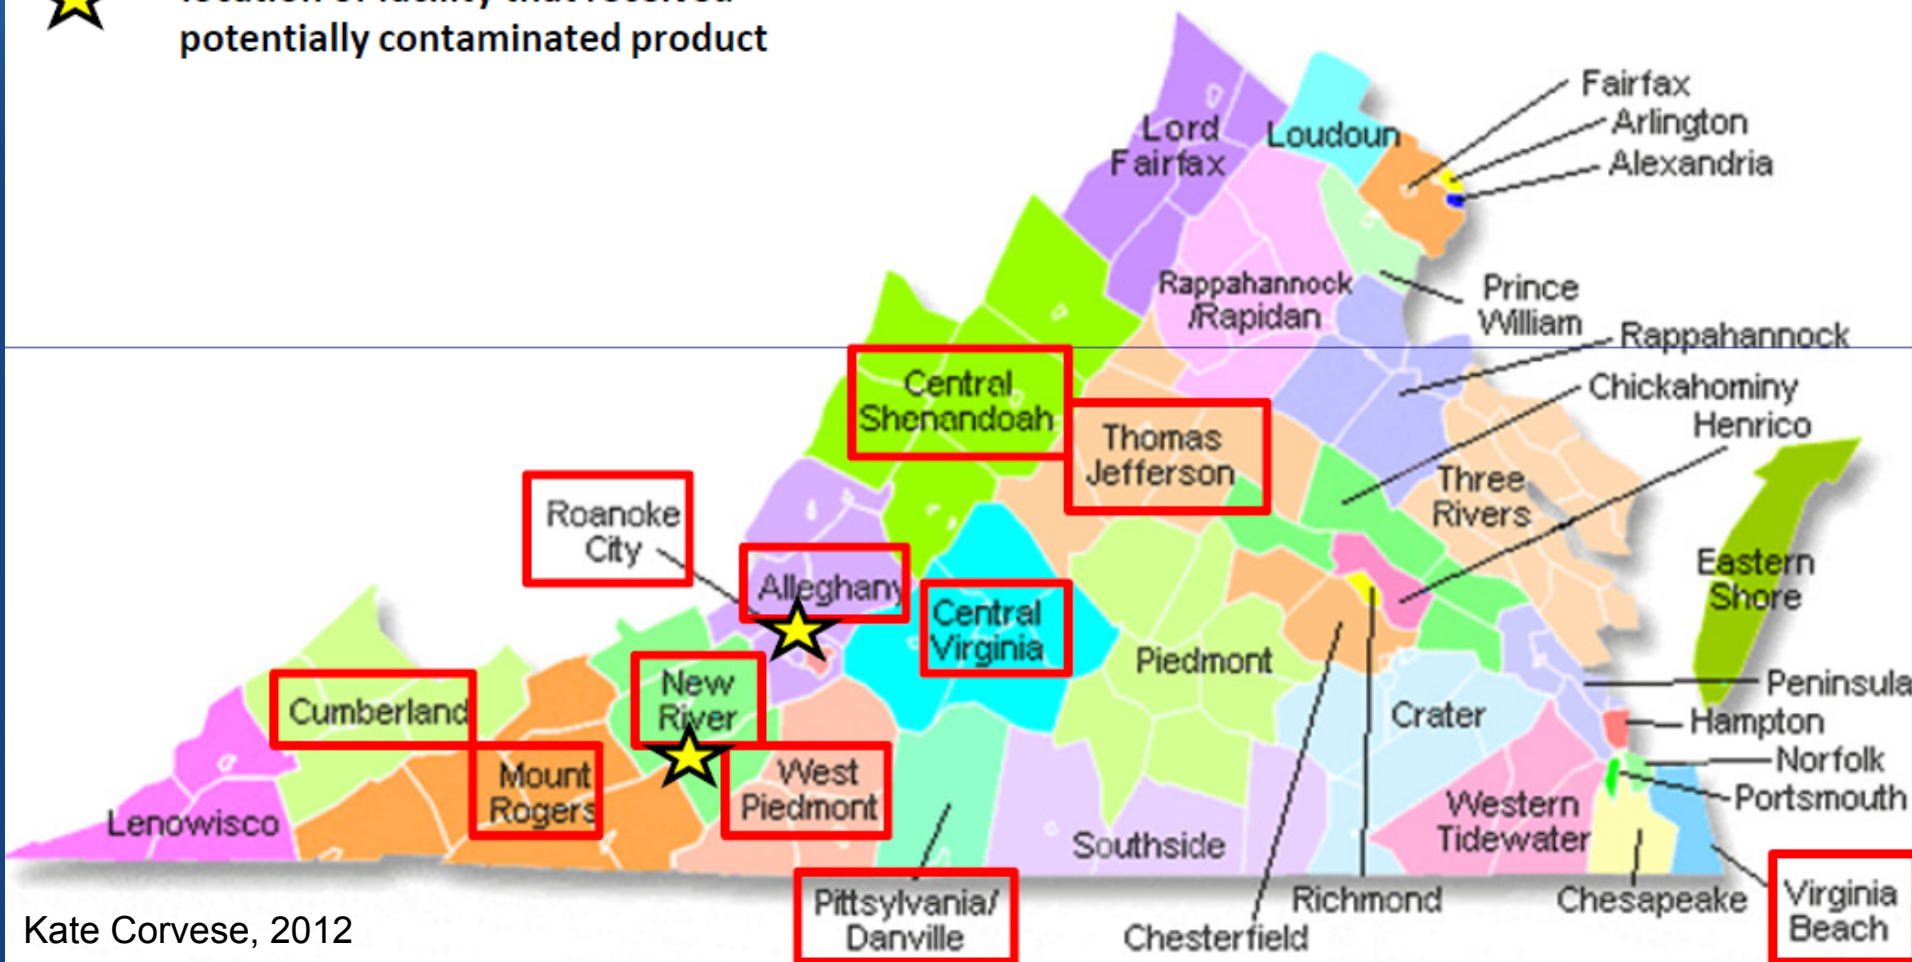 potentially contaminated product
Fairfax
Arlington
Alexandria
Lord
Fairfax
Loudoun
Rappahannock
/Rapidan
Prince
William
Rappahannock
Chickahominy
Henrico
Central
Shenandoah
Thomas
Jefferson
Three
Rivers
Roanoke
City
Alleghany
Central
Virginia
Eastern
Shore
Piedmont
New
River
Cumberland
Peninsula
Crater
Hampton
Mount
Rogers
West
Piedmont
Norfolk
Portsmouth
Lenowisco
Western
Tidewater
Southside
Pittsylvania/
Danville
Richmond
Chesapeake
Virginia
Beach
Chesterfield
Kate Corvese, 2012